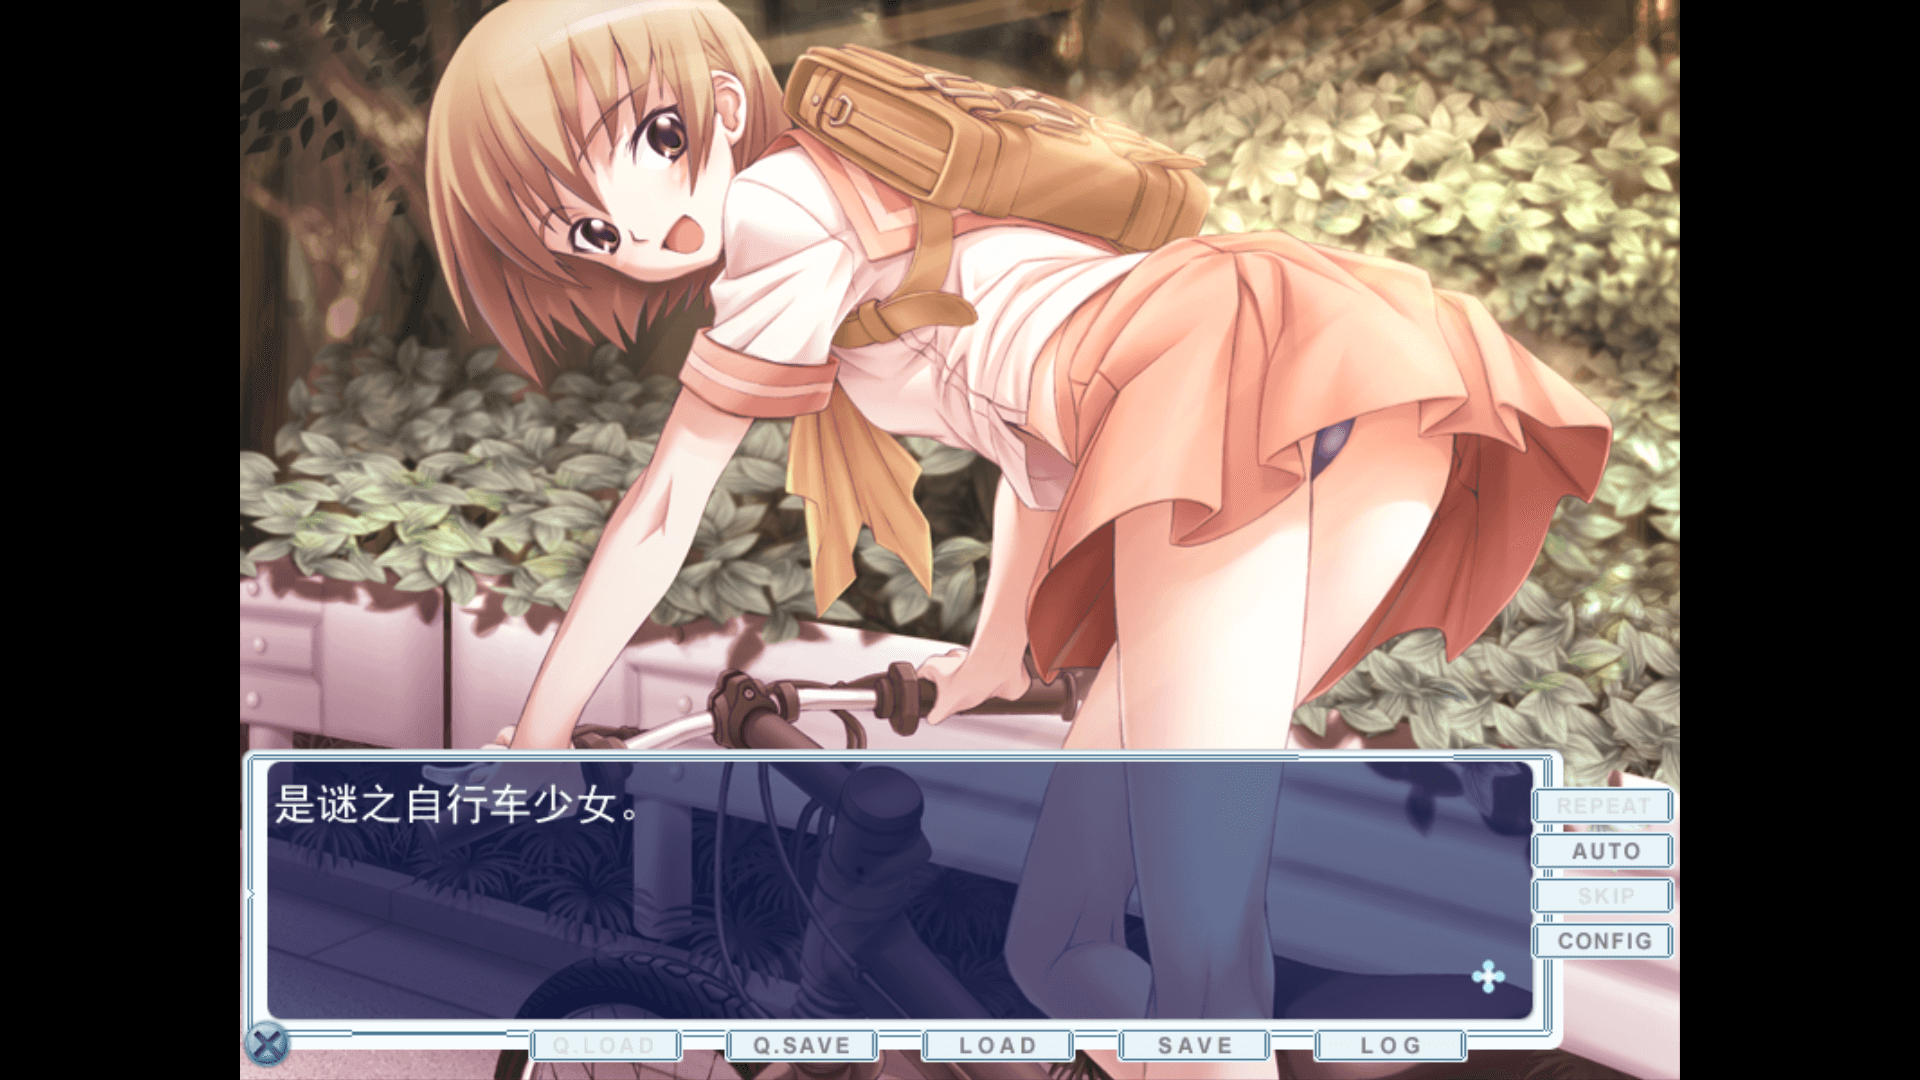 是谜之自行车少女。
REPEAT
AUTO
SKIP
CONFIG
Q.LOAD
Q.SAVE
LOAD
SAVE
LOG